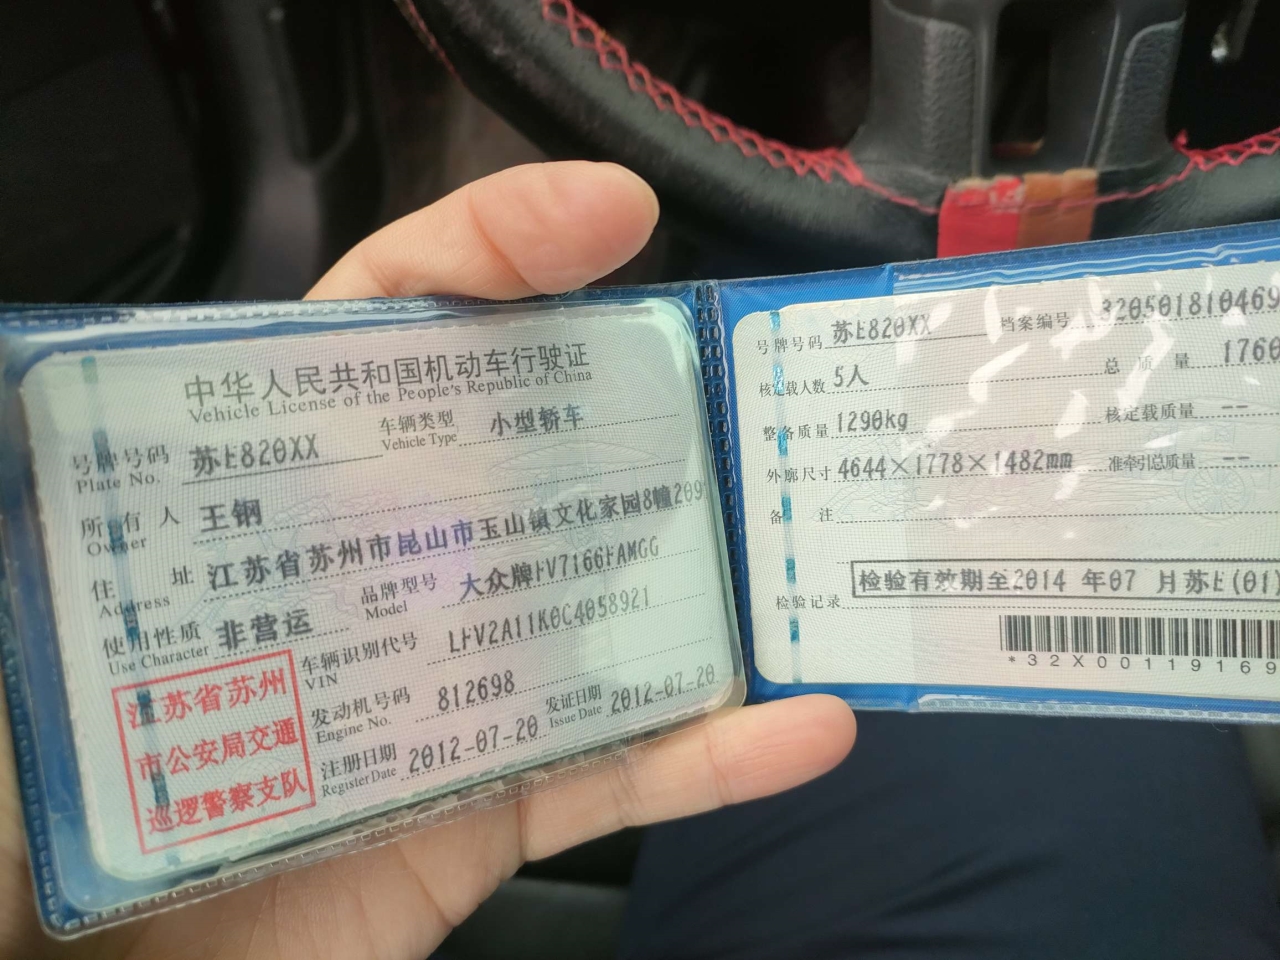 中华人民共和国机动车行驶证
Vehicle License of the People's Republic of China
号牌号码 苏E820XX 车辆类型 小型轿车
Plate No. Vehicle Type
所有人 王钢
Owner
住址 江苏省苏州市昆山市玉山镇文化家园8幢209
Address
使用性质 非营运 品牌型号 大众牌FV7166FAMGG
Use Character Model
车辆识别代号 LFV2A11K0C4058921
VIN
发动机号码 812698
Engine No.
注册日期 2012-07-20 发证日期 2012-07-20
Register Date Issue Date
江苏省苏州
市公安局交通
巡逻警察支队
号牌号码 苏E820XX 档案编号 320501810469
核定载人数 5人 总质量 1760
整备质量 1290kg 核定载质量 --
外廓尺寸 4644×1778×1482mm 准牵引总质量 --
备注
检验记录 检验有效期至2014年07月苏E(01)
*32X00119169